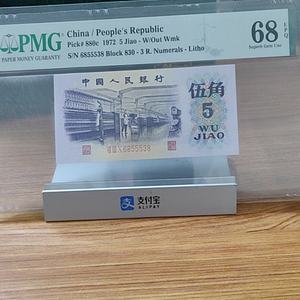 PMG
PAPER MONEY GUARANTY
China / People's Republic
Pick# 880c 1972 5 Jiao - W/Out Wmk
S/N 6855538 Block 830 - 3 R. Numerals - Litho
68 EPQ
Superb Gem Unc
中国人民银行
伍角
5
WU
JIAO
6855538
支付宝
ALIPAY